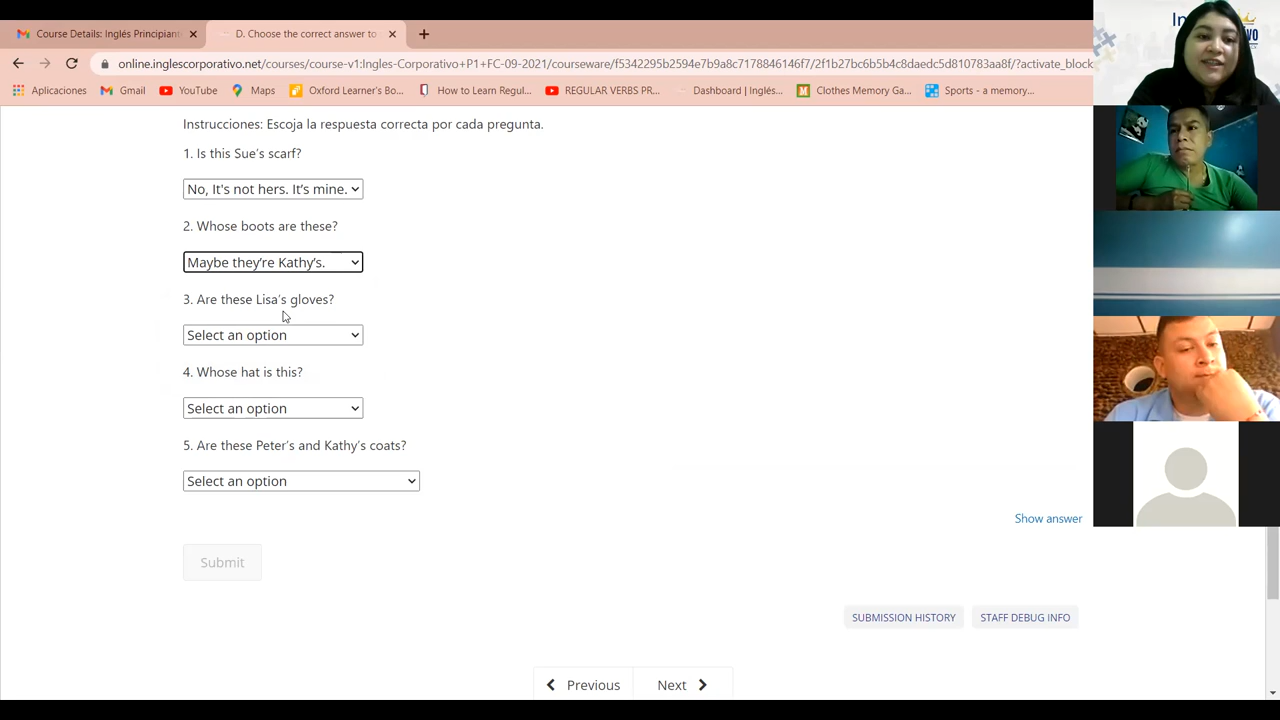 Course Details: Inglés Principiant
D. Choose the correct answer to
online.inglescorporativo.net/courses/course-v1:Ingles-Corporativo+P1+FC-09-2021/courseware/f5342295b2594e7b9a8c7178846146f7/2f1b27bc6b5b4c8daedc5d810783aa8f/?activate_block
Aplicaciones
Gmail
YouTube
Maps
Oxford Learner's Bo...
How to Learn Regul...
REGULAR VERBS PR...
Dashboard | Inglés...
Clothes Memory Ga...
Sports - a memory...
Instrucciones: Escoja la respuesta correcta por cada pregunta.
1. Is this Sue's scarf?
No, It's not hers. It's mine.
2. Whose boots are these?
Maybe they're Kathy's.
3. Are these Lisa's gloves?
Select an option
4. Whose hat is this?
Select an option
5. Are these Peter's and Kathy's coats?
Select an option
Show answer
Submit
SUBMISSION HISTORY
STAFF DEBUG INFO
Previous
Next